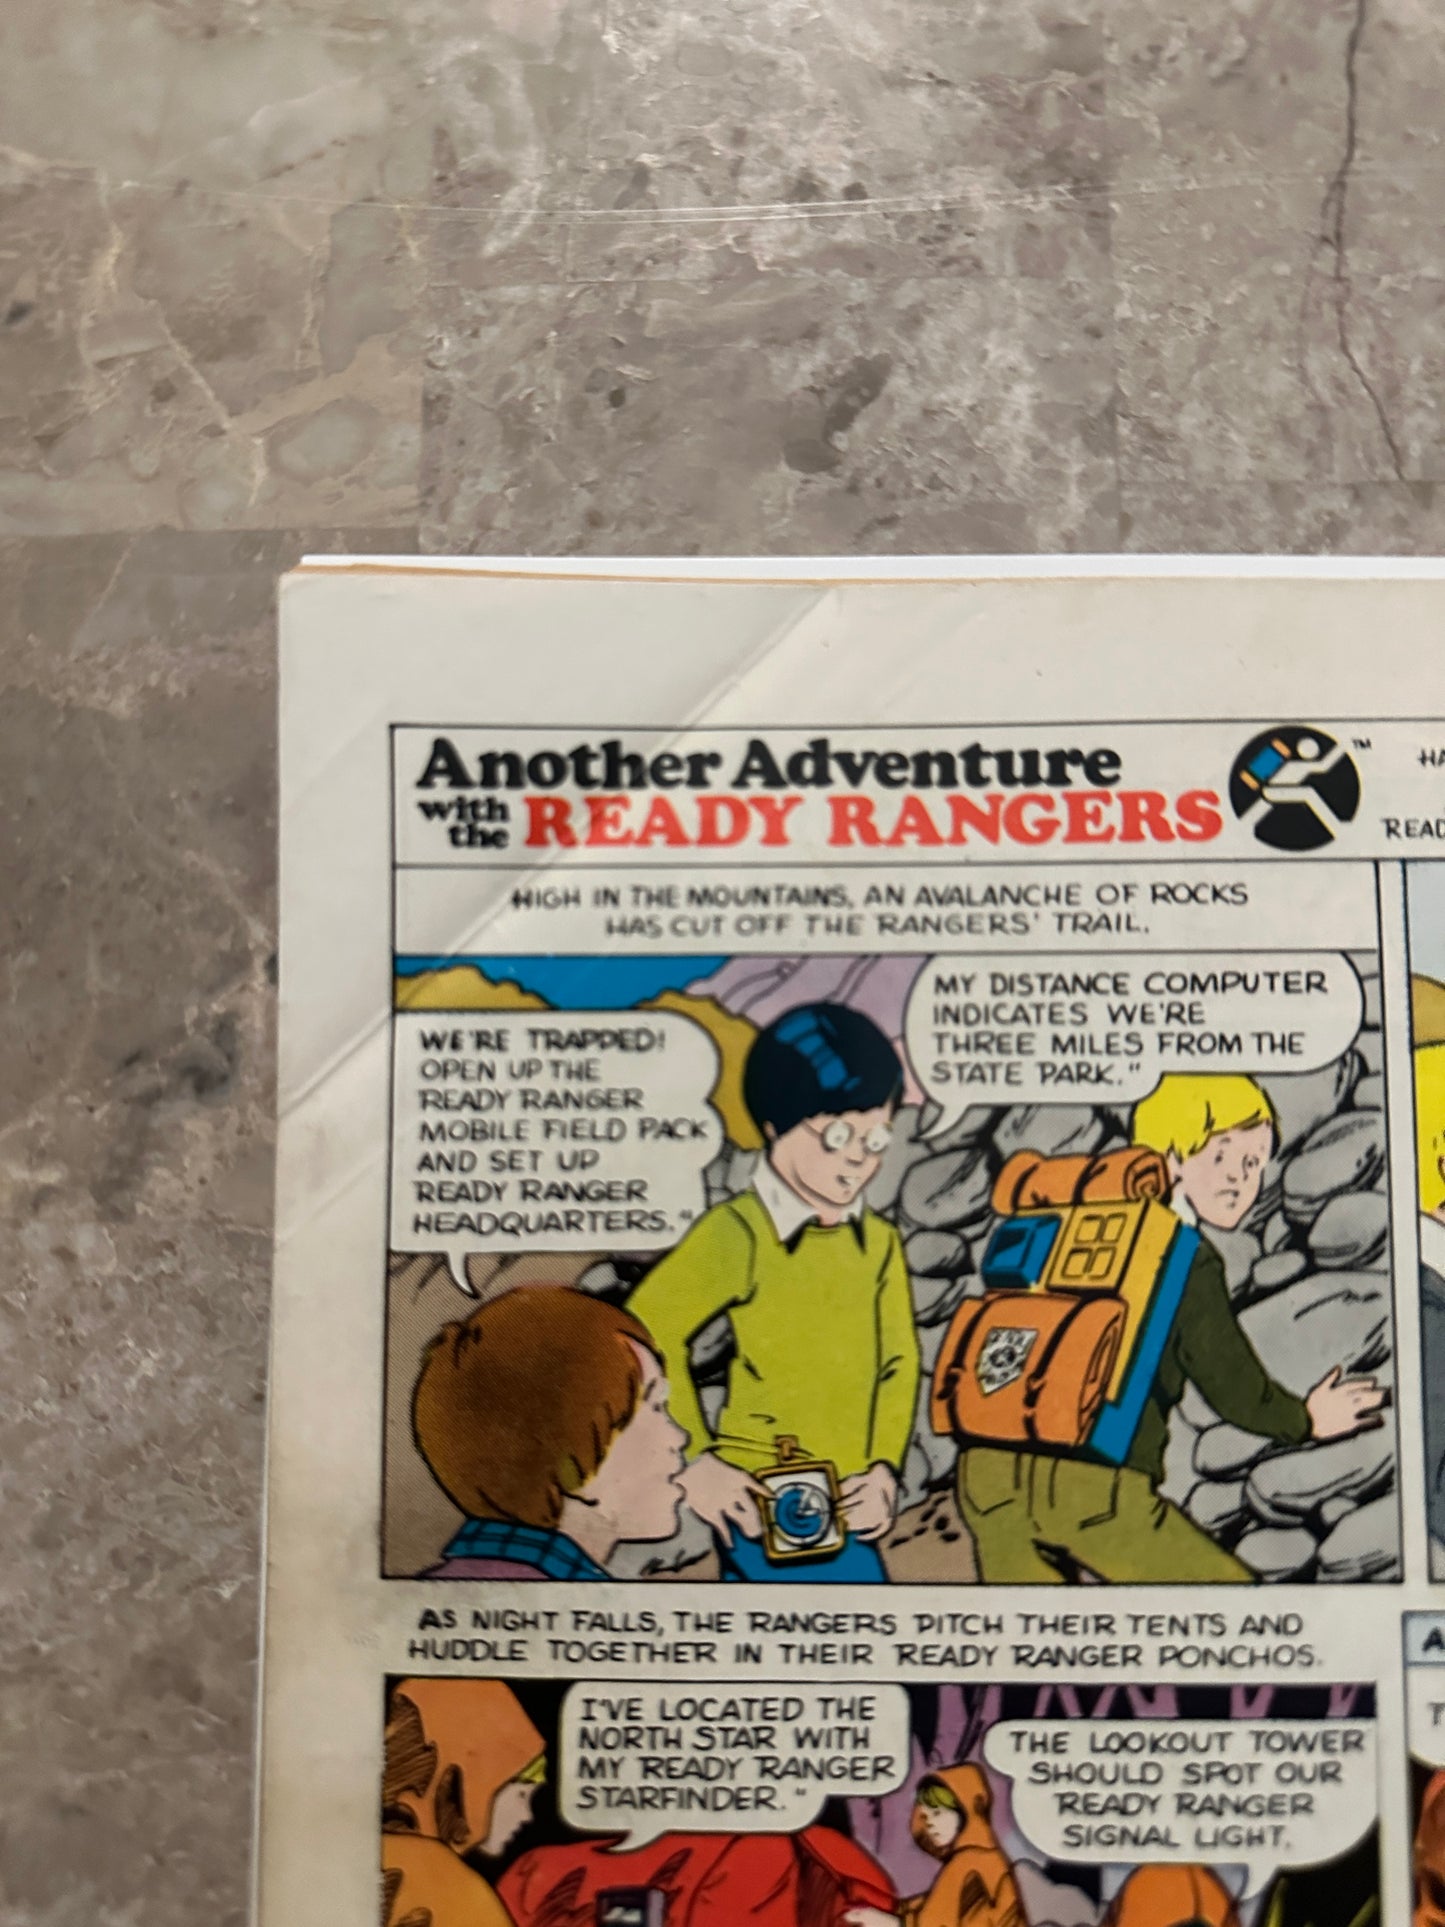 Another Adventure
with the READY RANGERS
TM
HIGH IN THE MOUNTAINS, AN AVALANCHE OF ROCKS
HAS CUT OFF THE RANGERS' TRAIL.
WE'RE TRAPPED!
OPEN UP THE
READY RANGER
MOBILE FIELD PACK
AND SET UP
READY RANGER
HEADQUARTERS."
MY DISTANCE COMPUTER
INDICATES WE'RE
THREE MILES FROM THE
STATE PARK."
AS NIGHT FALLS, THE RANGERS PITCH THEIR TENTS AND
HUDDLE TOGETHER IN THEIR READY RANGER PONCHOS.
I'VE LOCATED THE
NORTH STAR WITH
MY READY RANGER
STARFINDER."
THE LOOKOUT TOWER
SHOULD SPOT OUR
READY RANGER
SIGNAL LIGHT.